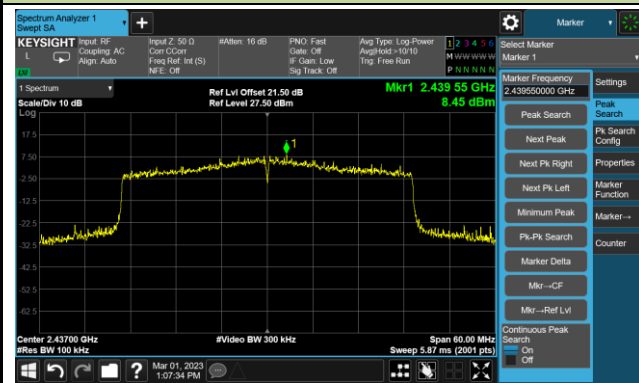 Spectrum Analyzer 1
Swept SA
KEYSIGHT
L
Input: RF
Coupling: AC
Align: Auto
Input Z: 50 Ω
Corr CCorr
Freq Ref: Int (S)
NFE: Off
#Atten: 16 dB
PNO: Fast
Gate: Off
IF Gain: Low
Sig Track: Off
Avg Type: Log-Power
Avg|Hold:>10/10
Trig: Free Run
1 2 3 4 5 6
M W W W W W
P N N N N N
1 Spectrum
Scale/Div 10 dB
Log
Ref Lvl Offset 21.50 dB
Ref Level 27.50 dBm
Mkr1 2.439 55 GHz
8.45 dBm
17.5
7.50
-2.50
-12.5
-22.5
-32.5
-42.5
-52.5
-62.5
1
Center 2.43700 GHz
#Res BW 100 kHz
#Video BW 300 kHz
Span 60.00 MHz
Sweep 5.87 ms (2001 pts)
Mar 01, 2023
1:07:34 PM
Marker
Select Marker
Marker 1
Marker Frequency
2.439550000 GHz
Peak Search
Next Peak
Next Pk Right
Next Pk Left
Minimum Peak
Pk-Pk Search
Marker Delta
Mkr→CF
Mkr→Ref Lvl
Continuous Peak
Search
On
Off
Settings
Peak
Search
Pk Search
Config
Properties
Marker
Function
Marker→
Counter